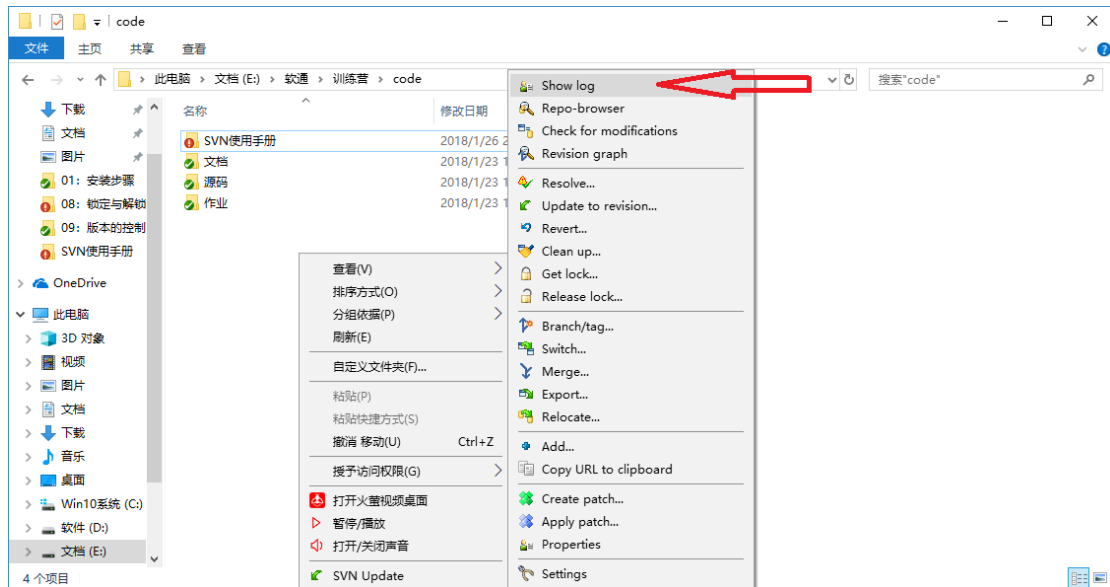 code
文件 主页 共享 查看
此电脑 › 文档 (E:) › 软通 › 训练营 › code
搜索"code"
下载
文档
图片
01：安装步骤
08：锁定与解锁
09：版本的控制
SVN使用手册
OneDrive
此电脑
3D 对象
视频
图片
文档
下载
音乐
桌面
Win10系统 (C:)
软件 (D:)
文档 (E:)
4 个项目
名称 修改日期
SVN使用手册 2018/1/26 2
文档 2018/1/23 1
源码 2018/1/23 1
作业 2018/1/23 1
查看(V)
排序方式(O)
分组依据(P)
刷新(E)
自定义文件夹(F)...
粘贴(P)
粘贴快捷方式(S)
撤消 移动(U) Ctrl+Z
授予访问权限(G)
打开火萤视频桌面
暂停/播放
打开/关闭声音
SVN Update
Show log
Repo-browser
Check for modifications
Revision graph
Resolve...
Update to revision...
Revert...
Clean up...
Get lock...
Release lock...
Branch/tag...
Switch...
Merge...
Export...
Relocate...
Add...
Copy URL to clipboard
Create patch...
Apply patch...
Properties
Settings